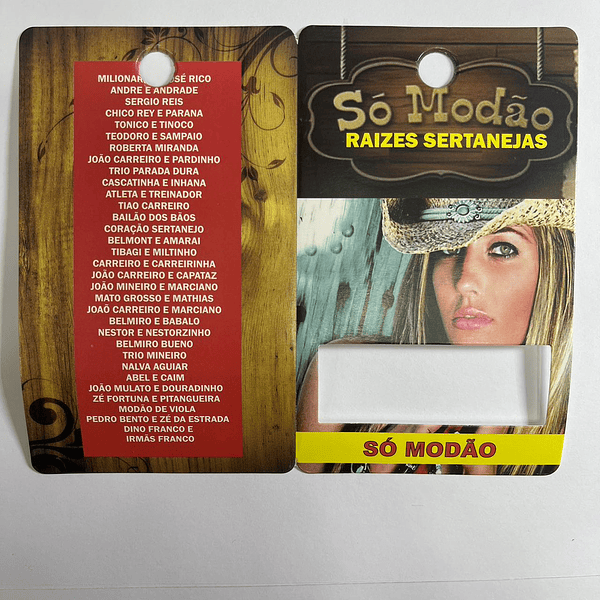 MILIONAR SÉ RICO
ANDRE E ANDRADE
SERGIO REIS
CHICO REY E PARANA
TONICO E TINOCO
TEODORO E SAMPAIO
ROBERTA MIRANDA
JOÃO CARREIRO E PARDINHO
TRIO PARADA DURA
CASCATINHA E INHANA
ATLETA E TREINADOR
TIAO CARREIRO
BAILÃO DOS BÃOS
CORAÇÃO SERTANEJO
BELMONT E AMARAI
TIBAGI E MILTINHO
CARREIRO E CARREIRINHA
JOÃO CARREIRO E CAPATAZ
JOÃO MINEIRO E MARCIANO
MATO GROSSO E MATHIAS
JOAÕ CARREIRO E MARCIANO
BELMIRO E BABALO
NESTOR E NESTORZINHO
BELMIRO BUENO
TRIO MINEIRO
NALVA AGUIAR
ABEL E CAIM
JOÃO MULATO E DOURADINHO
ZÉ FORTUNA E PITANGUEIRA
MODÃO DE VIOLA
PEDRO BENTO E ZÉ DA ESTRADA
DINO FRANCO E
IRMÃS FRANCO
Só Modão
RAIZES SERTANEJAS
SÓ MODÃO